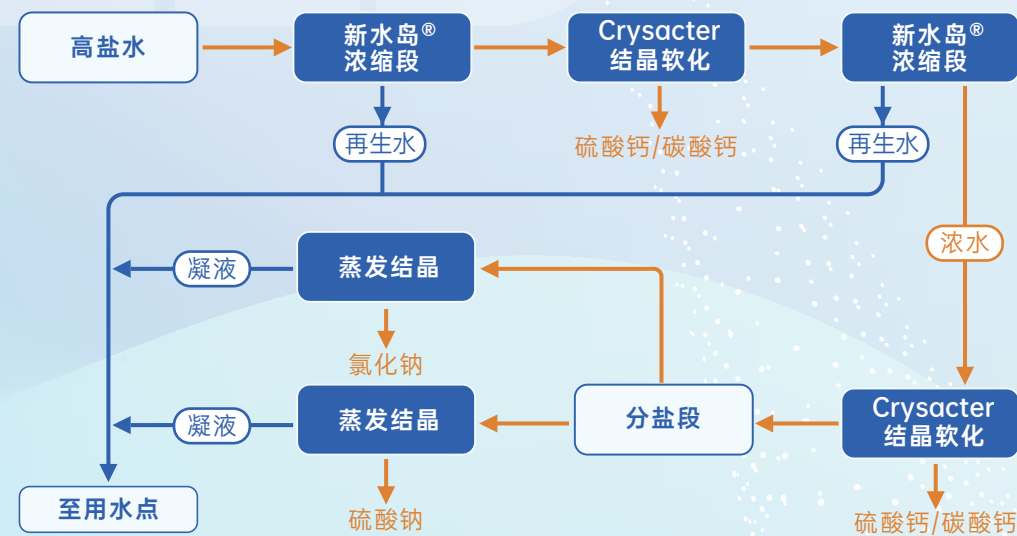 高盐水
新水岛®
浓缩段
Crysacter
结晶软化
新水岛®
浓缩段
再生水
硫酸钙/碳酸钙
再生水
浓水
凝液
蒸发结晶
氯化钠
凝液
蒸发结晶
分盐段
Crysacter
结晶软化
至用水点
硫酸钠
硫酸钙/碳酸钙